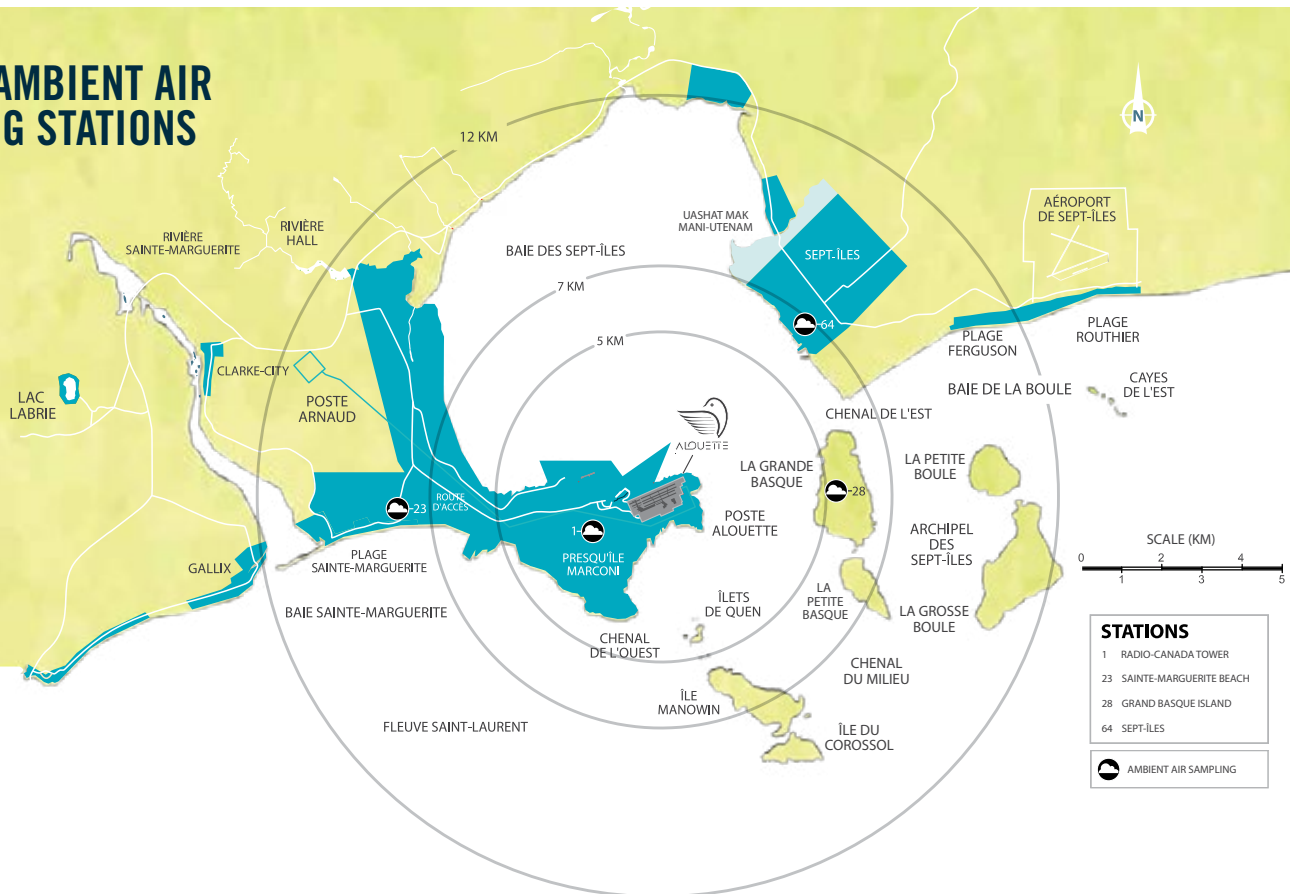 AMBIENT AIR
G STATIONS
12 KM
N
RIVIÈRE
SAINTE-MARGUERITE
RIVIÈRE
HALL
BAIE DES SEPT-ÎLES
UASHAT MAK
MANI-UTENAM
SEPT-ÎLES
AÉROPORT
DE SEPT-ÎLES
7 KM
5 KM
64
PLAGE
FERGUSON
PLAGE
ROUTHIER
LAC
LABRIE
CLARKE-CITY
POSTE
ARNAUD
BAIE DE LA BOULE
CAYES
DE L'EST
CHENAL DE L'EST
ALOUETTE
LA GRANDE
BASQUE
28
LA PETITE
BOULE
23
ROUTE
D'ACCÈS
1
POSTE
ALOUETTE
ARCHIPEL
DES
SEPT-ÎLES
PRESQU'ÎLE
MARCONI
GALLIX
PLAGE
SAINTE-MARGUERITE
BAIE SAINTE-MARGUERITE
ÎLETS
DE QUEN
LA
PETITE
BASQUE
LA GROSSE
BOULE
CHENAL
DE L'OUEST
CHENAL
DU MILIEU
ÎLE
MANOWIN
ÎLE DU
COROSSOL
FLEUVE SAINT-LAURENT
SCALE (KM)
0 2 4
1 3 5
STATIONS
1 RADIO-CANADA TOWER
23 SAINTE-MARGUERITE BEACH
28 GRAND BASQUE ISLAND
64 SEPT-ÎLES
AMBIENT AIR SAMPLING